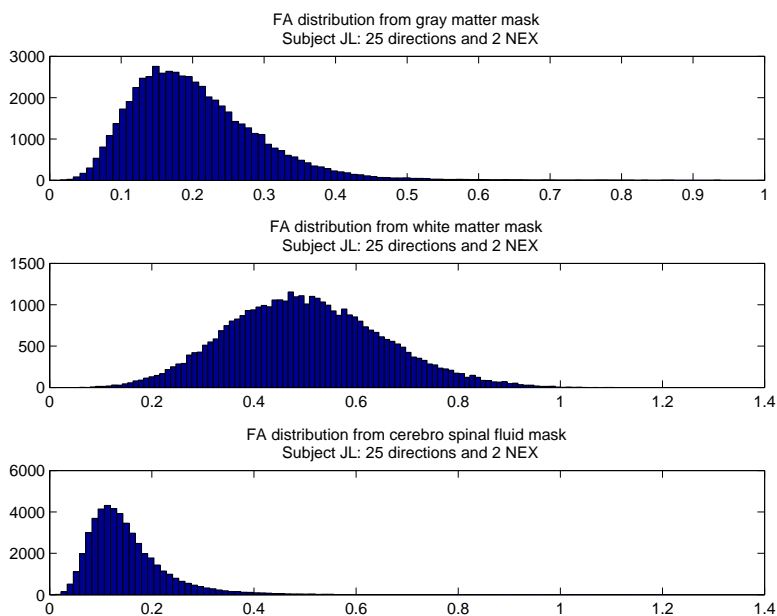 FA distribution from gray matter mask
Subject JL: 25 directions and 2 NEX
3000
2000
1000
0
0 0.1 0.2 0.3 0.4 0.5 0.6 0.7 0.8 0.9 1
FA distribution from white matter mask
Subject JL: 25 directions and 2 NEX
1500
1000
500
0
0 0.2 0.4 0.6 0.8 1 1.2 1.4
FA distribution from cerebro spinal fluid mask
Subject JL: 25 directions and 2 NEX
6000
4000
2000
0
0 0.2 0.4 0.6 0.8 1 1.2 1.4